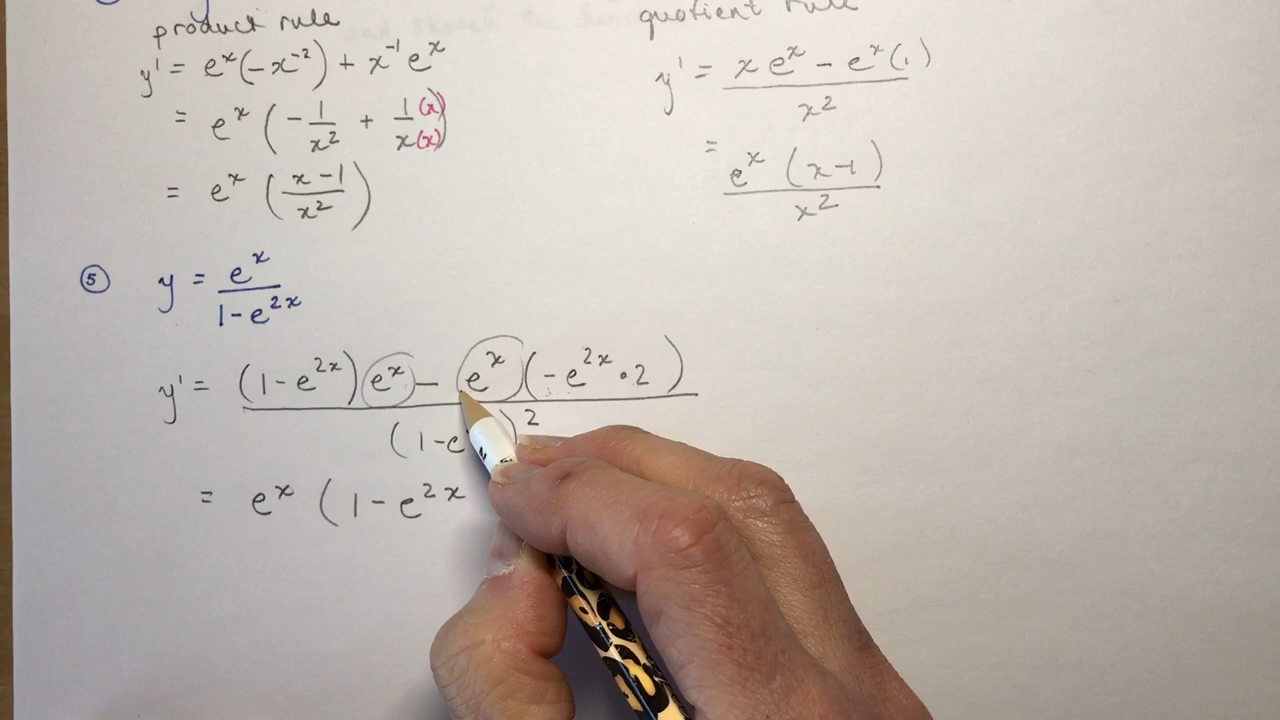 product rule
y' = e^x(-x^-2) + x^-1 e^x
= e^x (-1/x^2 + 1(x)/x(x))
= e^x (x-1/x^2)
quotient rule
y' = x e^x - e^x(1)/x^2
= e^x (x-1)/x^2
⑤ y = e^x/1-e^2x
y' = (1-e^2x)e^x - e^x(-e^2x • 2)/(1-e )^2
= e^x (1-e^2x